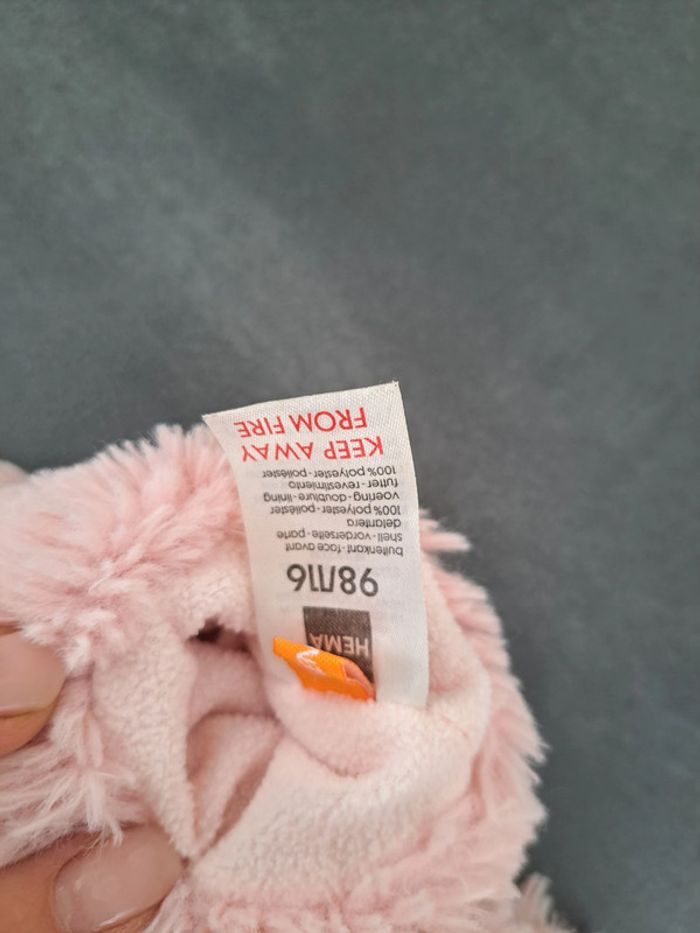 HEMA
98/116
buitenkant-face avant
shell-vorderseite-parte
delantera
100% polyester-poliéster
voering-doublure-lining
futter-revestimiento
100% polyester-poliéster
KEEP AWAY
FROM FIRE